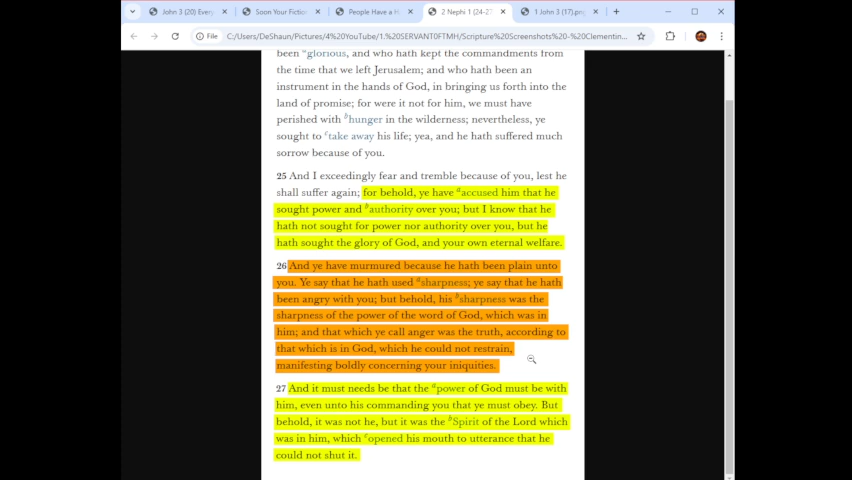 John 3 (20) Every
Soon Your Fiction
People Have a H
2 Nephi 1 (24-27
1 John 3 (17).png
File
C:/Users/DeShaun/Pictures/4%20YouTube/1.%20SERVANT0FTMH/Scripture%20Screenshots%20-%20Clementin...
been aglorious, and who hath kept the commandments from
the time that we left Jerusalem; and who hath been an
instrument in the hands of God, in bringing us forth into the
land of promise; for were it not for him, we must have
perished with bhunger in the wilderness; nevertheless, ye
sought to ctake away his life; yea, and he hath suffered much
sorrow because of you.
25 And I exceedingly fear and tremble because of you, lest he
shall suffer again; for behold, ye have aaccused him that he
sought power and bauthority over you; but I know that he
hath not sought for power nor authority over you, but he
hath sought the glory of God, and your own eternal welfare.
26 And ye have murmured because he hath been plain unto
you. Ye say that he hath used asharpness; ye say that he hath
been angry with you; but behold, his bsharpness was the
sharpness of the power of the word of God, which was in
him; and that which ye call anger was the truth, according to
that which is in God, which he could not restrain,
manifesting boldly concerning your iniquities.
27 And it must needs be that the apower of God must be with
him, even unto his commanding you that ye must obey. But
behold, it was not he, but it was the bSpirit of the Lord which
was in him, which copened his mouth to utterance that he
could not shut it.